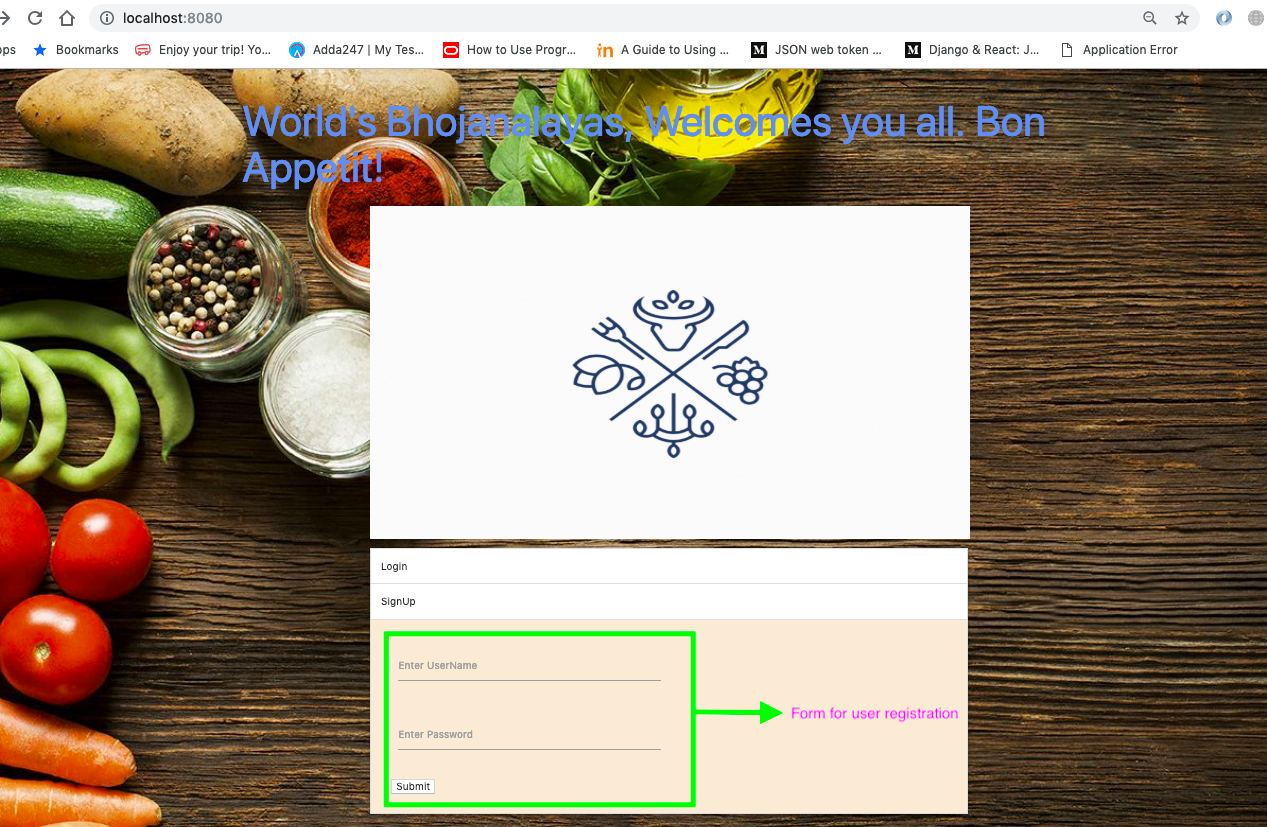 localhost:8080
ops Bookmarks Enjoy your trip! Yo... Adda247 | My Tes... How to Use Progr... in A Guide to Using ... M JSON web token ... M Django & React: J... Application Error
World's Bhojanalayas, Welcomes you all. Bon
Appetit!
Login
SignUp
Enter UserName
Form for user registration
Enter Password
Submit